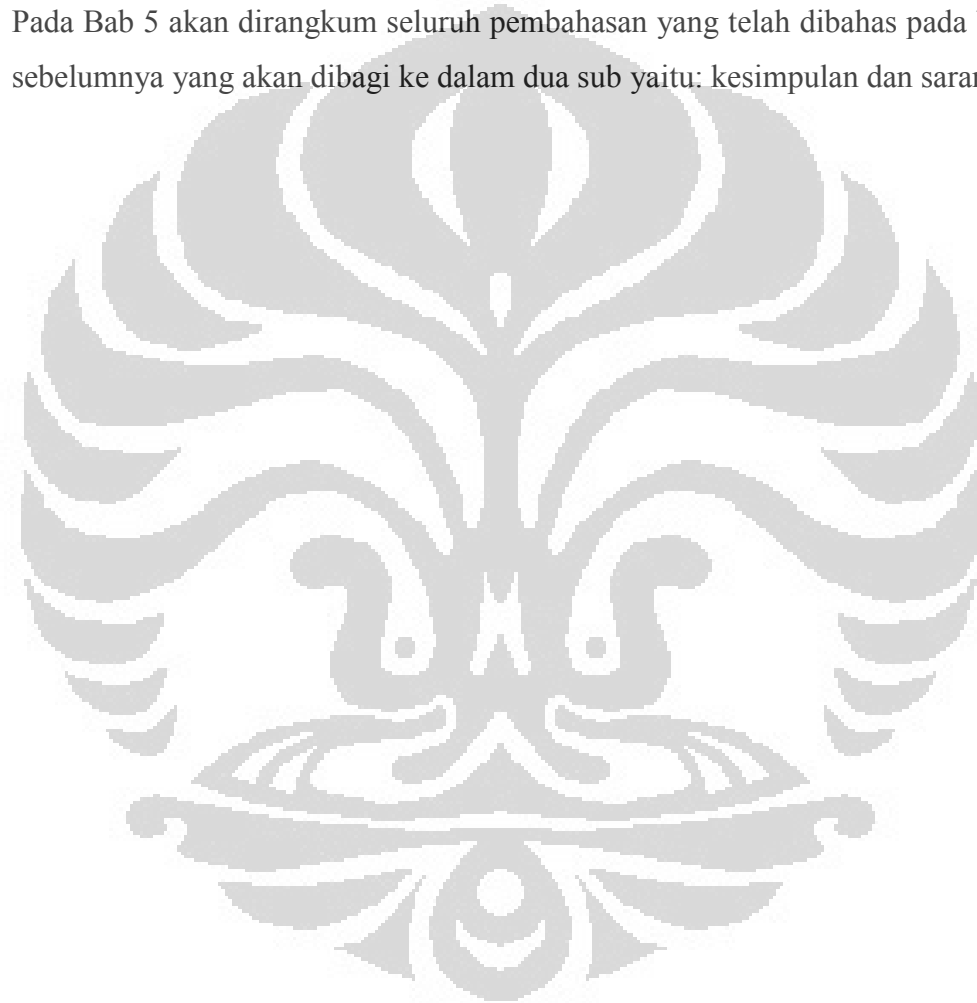 Pada Bab 5 akan dirangkum seluruh pembahasan yang telah dibahas pada
sebelumnya yang akan dibagi ke dalam dua sub yaitu: kesimpulan dan saran